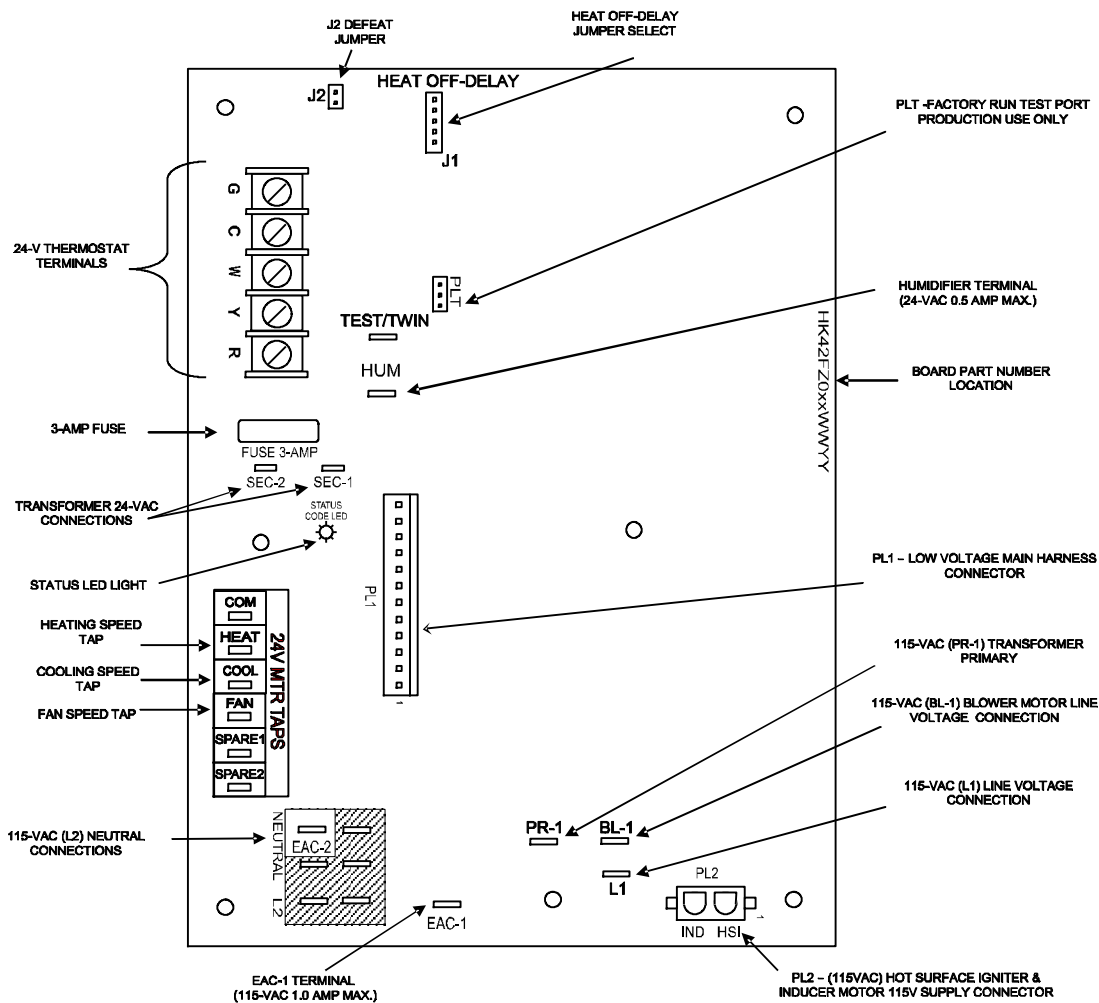 J2 DEFEAT
JUMPER
HEAT OFF-DELAY
JUMPER SELECT
HEAT OFF-DELAY
J2
J1
PLT -FACTORY RUN TEST PORT
PRODUCTION USE ONLY
G
C
W
Y
R
24-V THERMOSTAT
TERMINALS
PLT
TEST/TWIN
HUM
HUMIDIFIER TERMINAL
(24-VAC 0.5 AMP MAX.)
HK42FZ0xxWWYY
BOARD PART NUMBER
LOCATION
3-AMP FUSE
FUSE 3-AMP
SEC-2
SEC-1
TRANSFORMER 24-VAC
CONNECTIONS
STATUS
CODE LED
STATUS LED LIGHT
PL1
1
PL1 – LOW VOLTAGE MAIN HARNESS
CONNECTOR
COM
HEAT
COOL
FAN
SPARE1
SPARE2
24V MTR TAPS
HEATING SPEED
TAP
COOLING SPEED
TAP
FAN SPEED TAP
115-VAC (PR-1) TRANSFORMER
PRIMARY
115-VAC (BL-1) BLOWER MOTOR LINE
VOLTAGE CONNECTION
115-VAC (L1) LINE VOLTAGE
CONNECTION
115-VAC (L2) NEUTRAL
CONNECTIONS
NEUTRAL L2
EAC-2
PR-1
BL-1
L1
EAC-1
PL2
1
IND HSI
EAC-1 TERMINAL
(115-VAC 1.0 AMP MAX.)
PL2 – (115VAC) HOT SURFACE IGNITER &
INDUCER MOTOR 115V SUPPLY CONNECTOR